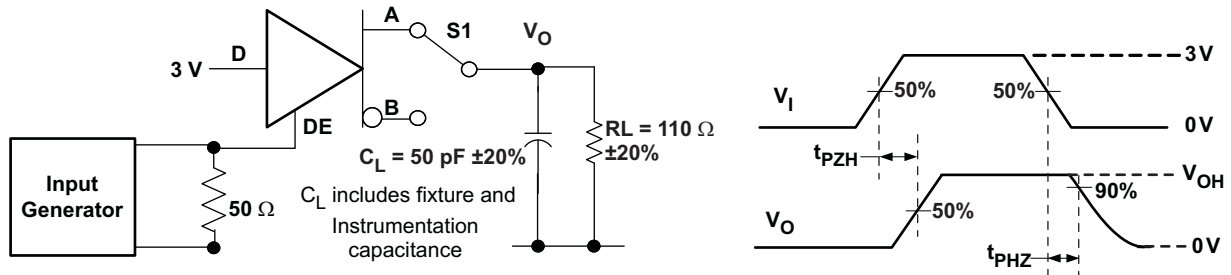 A
S1
V_O
D
3 V
B
DE
Input
Generator
50 Ω
C_L = 50 pF ±20%
C_L includes fixture and
Instrumentation
capacitance
RL = 110 Ω
±20%
3 V
V_I
50%
50%
0 V
t_PZH
V_OH
90%
V_O
50%
0 V
t_PHZ